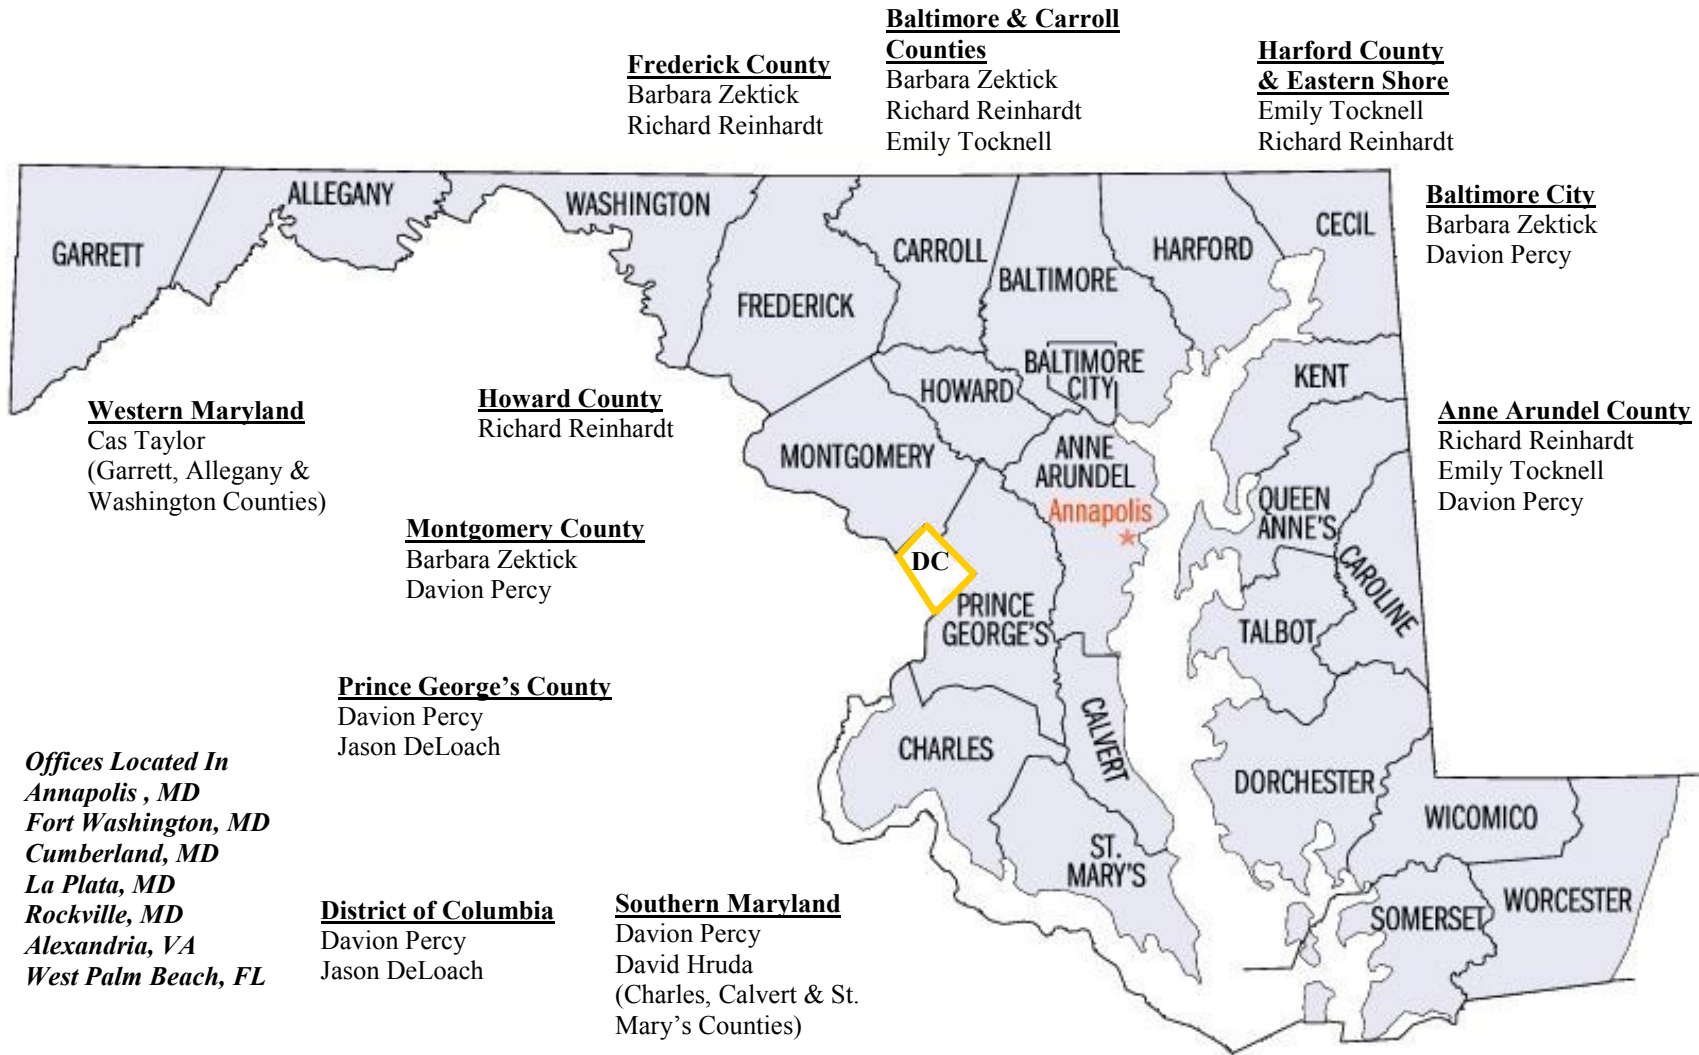 Baltimore & Carroll
Counties
Barbara Zektick
Richard Reinhardt
Emily Tocknell
Frederick County
Barbara Zektick
Richard Reinhardt
Harford County
& Eastern Shore
Emily Tocknell
Richard Reinhardt
Baltimore City
Barbara Zektick
Davion Percy
GARRETT
ALLEGANY
WASHINGTON
FREDERICK
CARROLL
BALTIMORE
HARFORD
CECIL
BALTIMORE
CITY
HOWARD
KENT
MONTGOMERY
ANNE
ARUNDEL
Annapolis
QUEEN
ANNE'S
CAROLINE
DC
PRINCE
GEORGE'S
TALBOT
CALVERT
CHARLES
DORCHESTER
WICOMICO
ST.
MARY'S
SOMERSET
WORCESTER
Western Maryland
Cas Taylor
(Garrett, Allegany &
Washington Counties)
Howard County
Richard Reinhardt
Anne Arundel County
Richard Reinhardt
Emily Tocknell
Davion Percy
Montgomery County
Barbara Zektick
Davion Percy
Prince George’s County
Davion Percy
Jason DeLoach
Offices Located In
Annapolis , MD
Fort Washington, MD
Cumberland, MD
La Plata, MD
Rockville, MD
Alexandria, VA
West Palm Beach, FL
District of Columbia
Davion Percy
Jason DeLoach
Southern Maryland
Davion Percy
David Hruda
(Charles, Calvert & St.
Mary’s Counties)